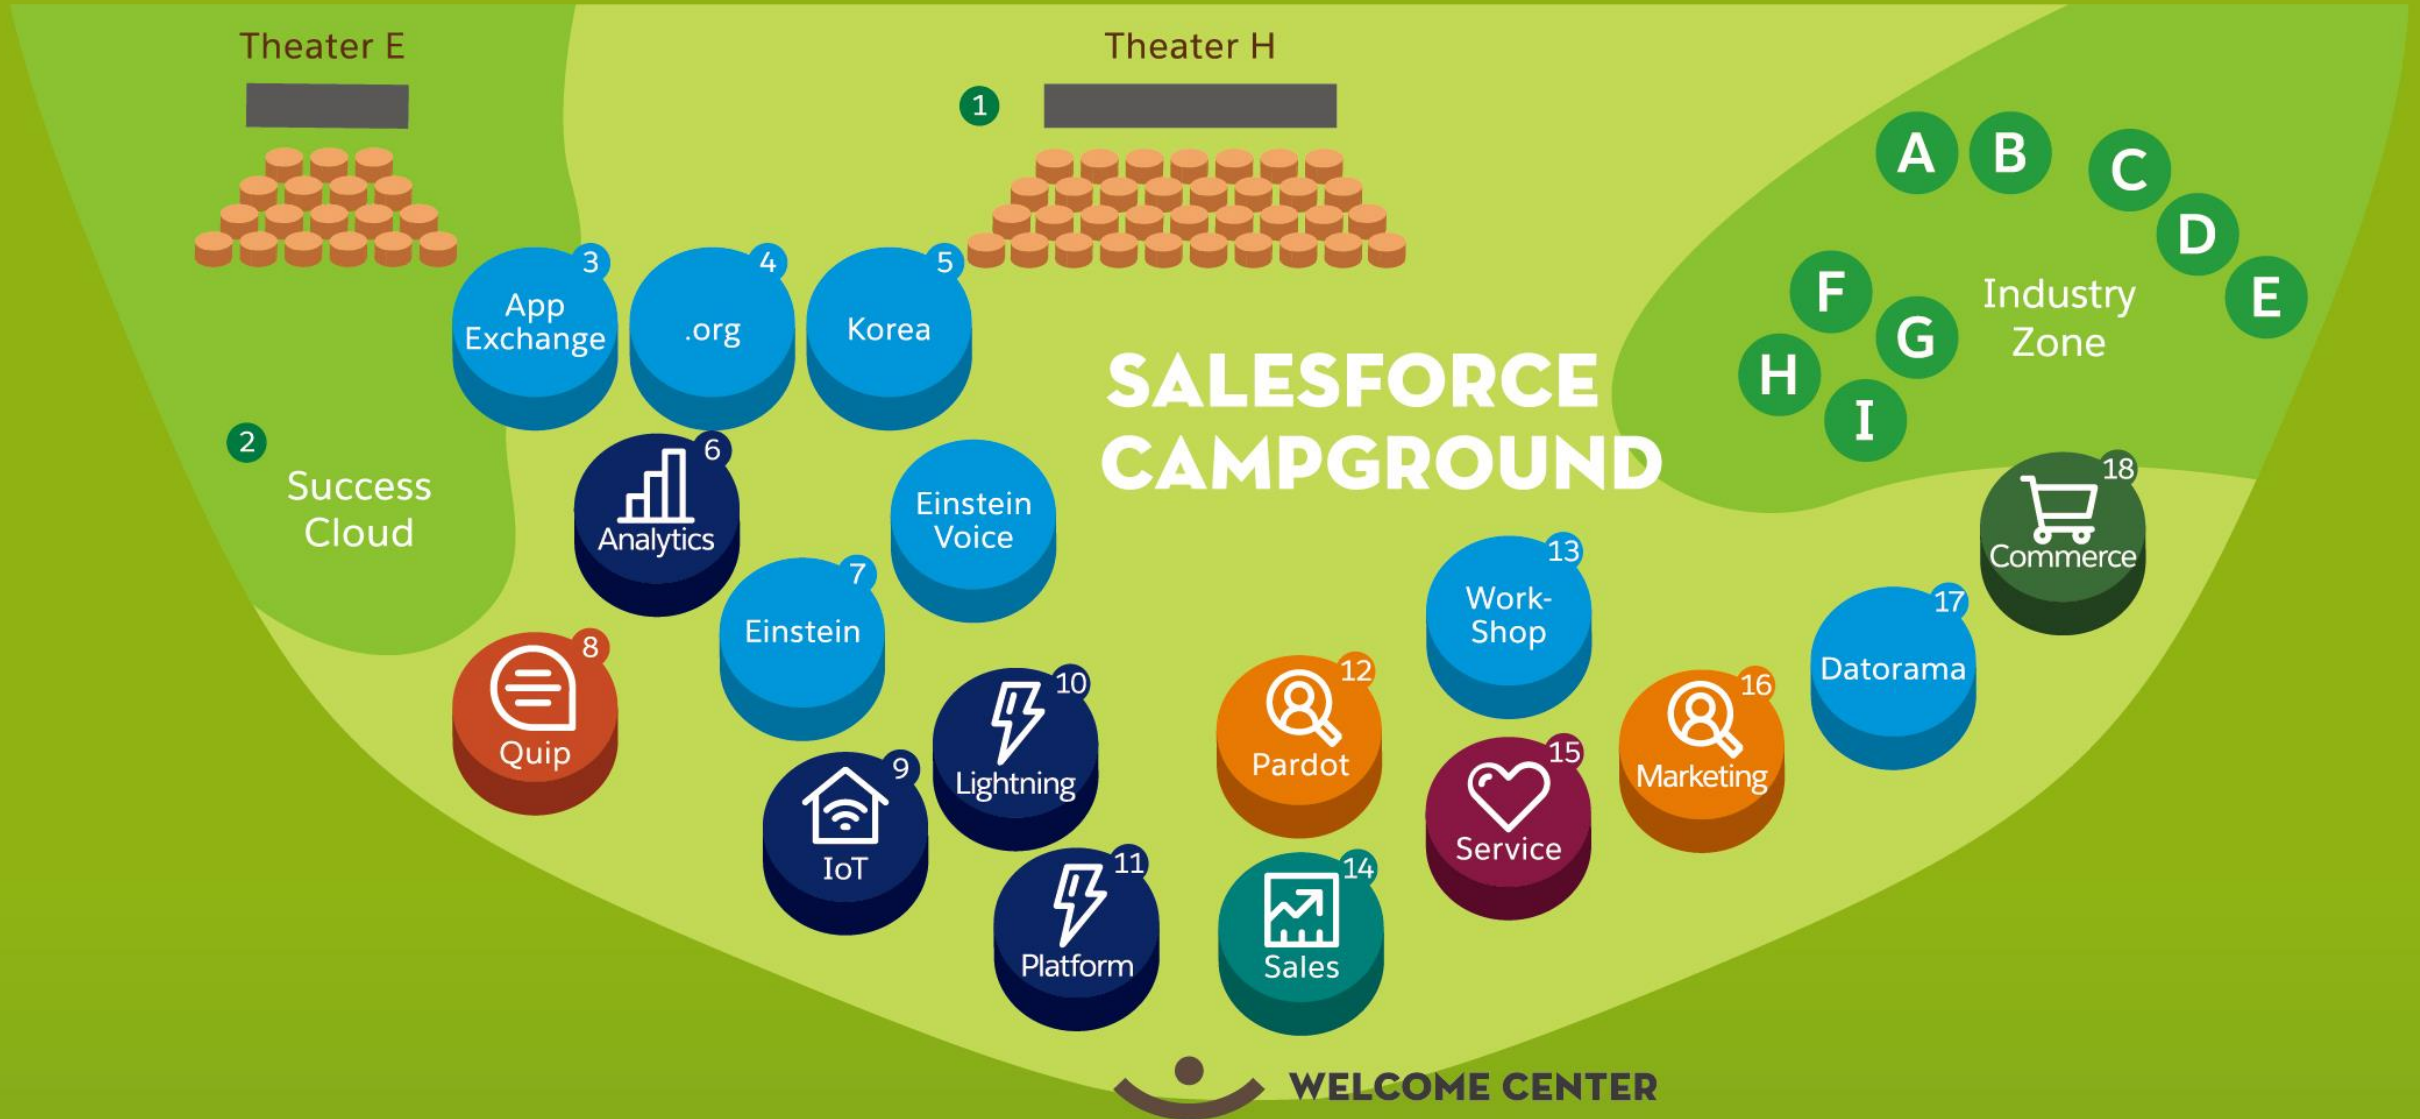 Theater E
Theater H
1
A
B
C
D
E
F
G
H
I
Industry
Zone
3
App
Exchange
4
.org
5
Korea
SALESFORCE
CAMPGROUND
2
Success
Cloud
6
Analytics
Einstein
Voice
7
Einstein
8
Quip
9
IoT
10
Lightning
11
Platform
12
Pardot
13
Work-
Shop
14
Sales
15
Service
16
Marketing
17
Datorama
18
Commerce
WELCOME CENTER